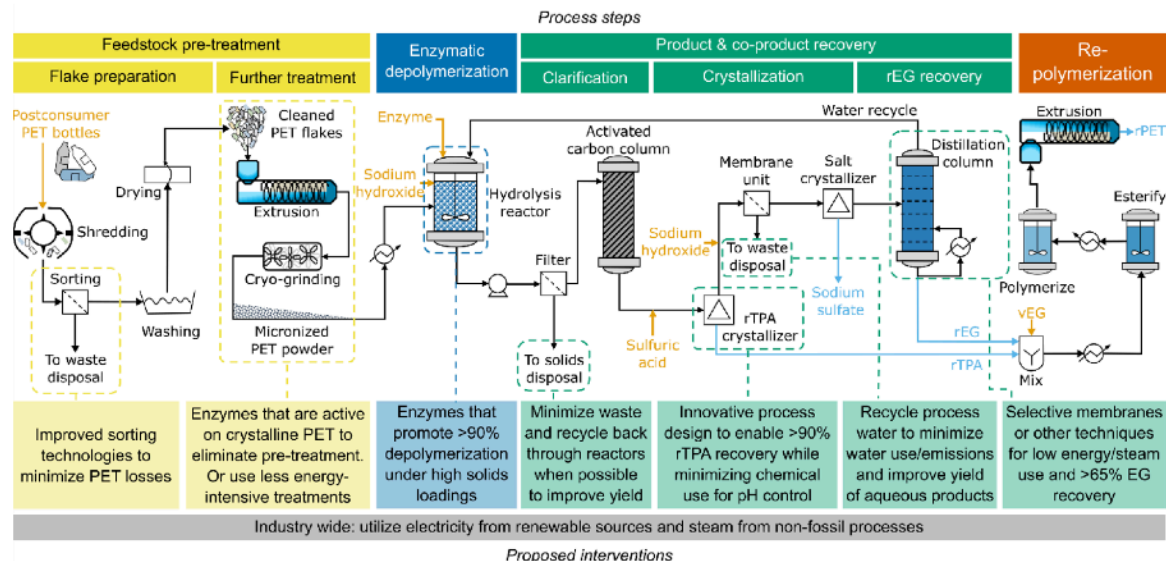 Process steps
Feedstock pre-treatment
Enzymatic
depolymerization
Product & co-product recovery
Re-
polymerization
Flake preparation
Further treatment
Clarification
Crystallization
rEG recovery
Postconsumer
PET bottles
Shredding
Sorting
To waste
disposal
Washing
Drying
Cleaned
PET flakes
Extrusion
Cryo-grinding
Micronized
PET powder
Enzyme
Sodium
hydroxide
Hydrolysis
reactor
Filter
To solids
disposal
Activated
carbon column
Sulfuric
acid
Sodium
hydroxide
rTPA
crystallizer
Membrane
unit
To waste
disposal
Salt
crystallizer
Sodium
sulfate
Water recycle
Distillation
column
rEG
rTPA
vEG
Mix
Esterify
Polymerize
Extrusion
rPET
Improved sorting
technologies to
minimize PET losses
Enzymes that are active
on crystalline PET to
eliminate pre-treatment.
Or use less energy-
intensive treatments
Enzymes that
promote >90%
depolymerization
under high solids
loadings
Minimize waste
and recycle back
through reactors
when possible
to improve yield
Innovative process
design to enable >90%
rTPA recovery while
minimizing chemical
use for pH control
Recycle process
water to minimize
water use/emissions
and improve yield
of aqueous products
Selective membranes
or other techniques
for low energy/steam
use and >65% EG
recovery
Industry wide: utilize electricity from renewable sources and steam from non-fossil processes
Proposed interventions